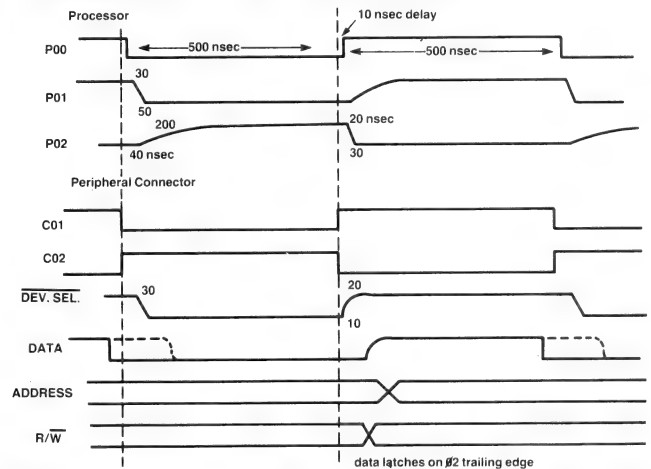 Processor
10 nsec delay
P00
500 nsec
500 nsec
30
P01
50
200
20 nsec
P02
40 nsec
30
Peripheral Connector
C01
C02
30
20
DEV. SEL.
10
DATA
ADDRESS
R/W
data latches on ø2 trailing edge